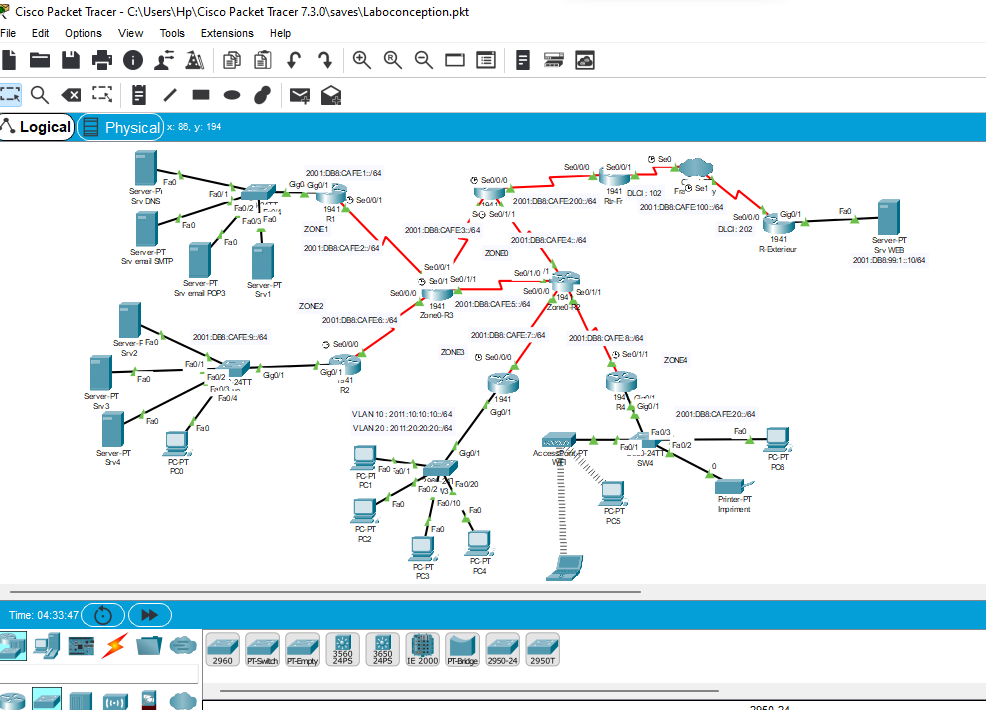 Cisco Packet Tracer - C:\Users\Hp\Cisco Packet Tracer 7.3.0\saves\Laboconception.pkt
File Edit Options View Tools Extensions Help
Logical Physical x: 86, y: 194
Server-PT
Srv DNS
Fa0
Fa0/1
Gig0/1
2001:DB8:CAFE:1::/64
1941
R1
Se0/0/1
ZONE1
Fa0/2
Fa0/3
Fa0
Server-PT
Srv email SMTP
Fa0
Fa0
Server-PT
Srv email POP3
Server-PT
Srv1
2001:DB8:CAFE:2::/64
2001:DB8:CAFE:3::/64
Se0/0/0
Se0/1/1
2001:DB8:CAFE:200::/64
Se0/0/0
Se0/0/1
1941
Rtr-Fr
DLCI : 102
Se0
Se1
2001:DB8:CAFE:100::/64
DLCI : 202
Se0/0/0
Gig0/1
1941
R-Exterieur
Fa0
Server-PT
Srv WEB
2001:DB8:99:1::10/64
2001:DB8:CAFE:4::/64
ZONE0
Se0/0/1
Se0/1
Se0/1/1
Se0/0/0
1941
Zone0-R3
2001:DB8:CAFE:5::/64
Se0/1/0
Se0/0/0
Se0/1/1
Zone0-R2
ZONE2
2001:DB8:CAFE:6::/64
2001:DB8:CAFE:7::/64
2001:DB8:CAFE:8::/64
Fa0
Srv2
2001:DB8:CAFE:9::/64
Fa0/1
Fa0/2
Fa0/3
Fa0/4
24TT
Gig0/1
Gig0/1
Se0/0/0
R2
Server-PT
Srv3
Fa0
Server-PT
Srv4
Fa0
Fa0
PC-PT
PC0
ZONE3
Se0/0/0
1941
Gig0/1
Se0/1/1
ZONE4
R4
Gig0/1
2001:DB8:CAFE:20::/64
VLAN 10 : 2011:10:10:10::/64
VLAN 20 : 2011:20:20:20::/64
Gig0/1
PC1
Fa0
Fa0/1
Fa0/2
Fa0/20
Fa0/10
PC-PT
PC2
Fa0
Fa0
PC-PT
PC3
Fa0
PC-PT
PC4
AccessPoint-PT
WIFI
Fa0/1
Fa0/3
Fa0/2
SW4
Fa0
PC-PT
PC6
0
Printer-PT
Impriment
PC-PT
PC5
Time: 04:33:47
2960
PT-Switch
PT-Empty
3560
24PS
3650
24PS
IE 2000
PT-Bridge
2950-24
2950T
2950-24